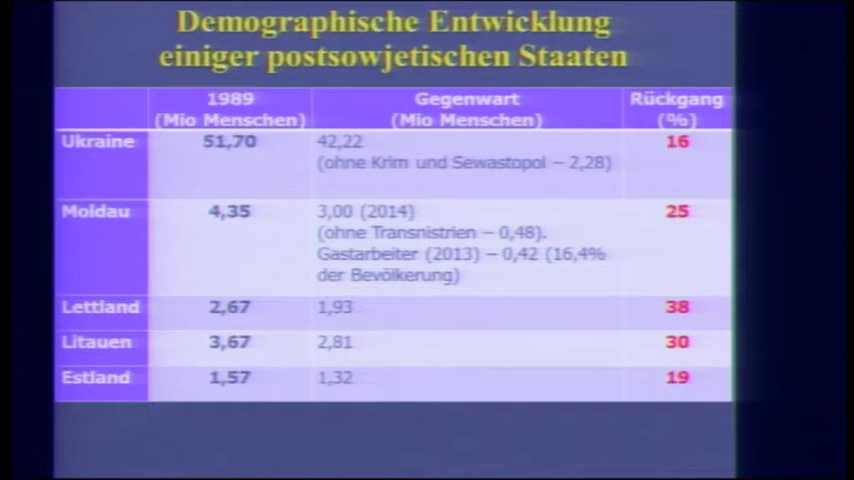 Demographische Entwicklung
einiger postsowjetischen Staaten
1989
(Mio Menschen)
Gegenwart
(Mio Menschen)
Rückgang
(%)
Ukraine
51,70
42,22
(ohne Krim und Sewastopol – 2,28)
16
Moldau
4,35
3,00 (2014)
(ohne Transnistrien – 0,48).
Gastarbeiter (2013) – 0,42 (16,4%
der Bevölkerung)
25
Lettland
2,67
1,93
38
Litauen
3,67
2,81
30
Estland
1,57
1,32
19